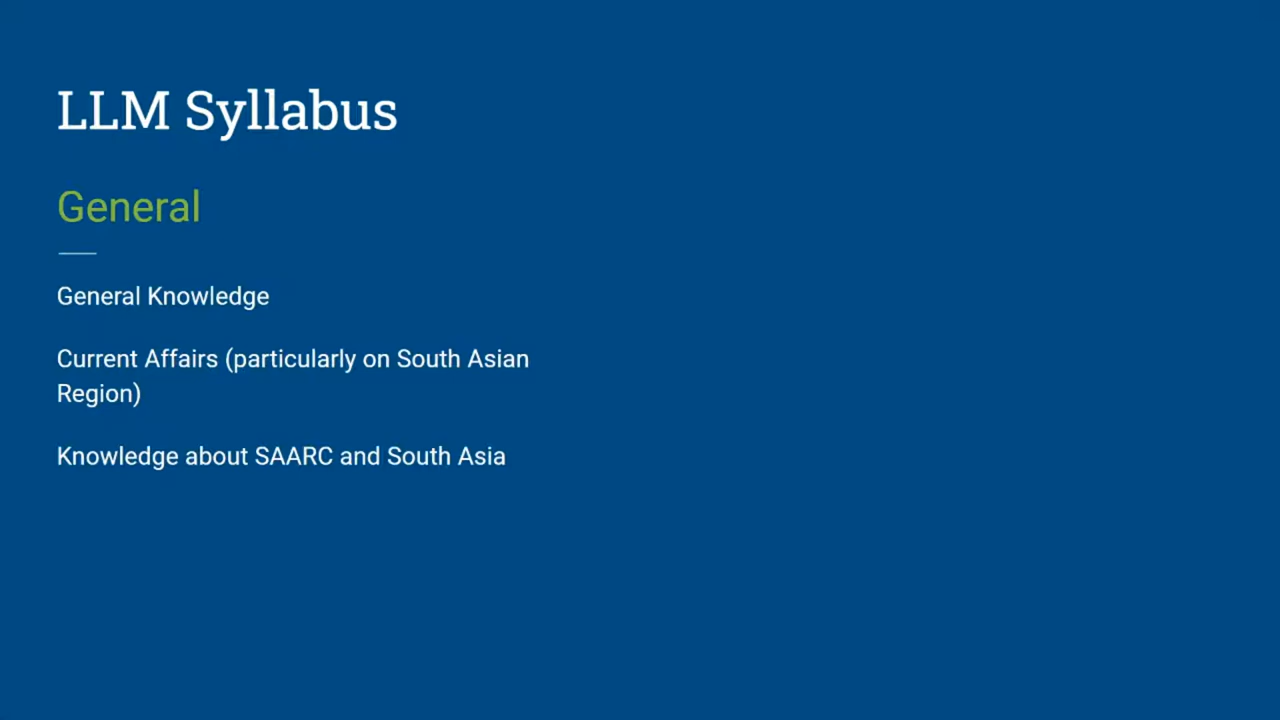 LLM Syllabus
General
General Knowledge
Current Affairs (particularly on South Asian
Region)
Knowledge about SAARC and South Asia